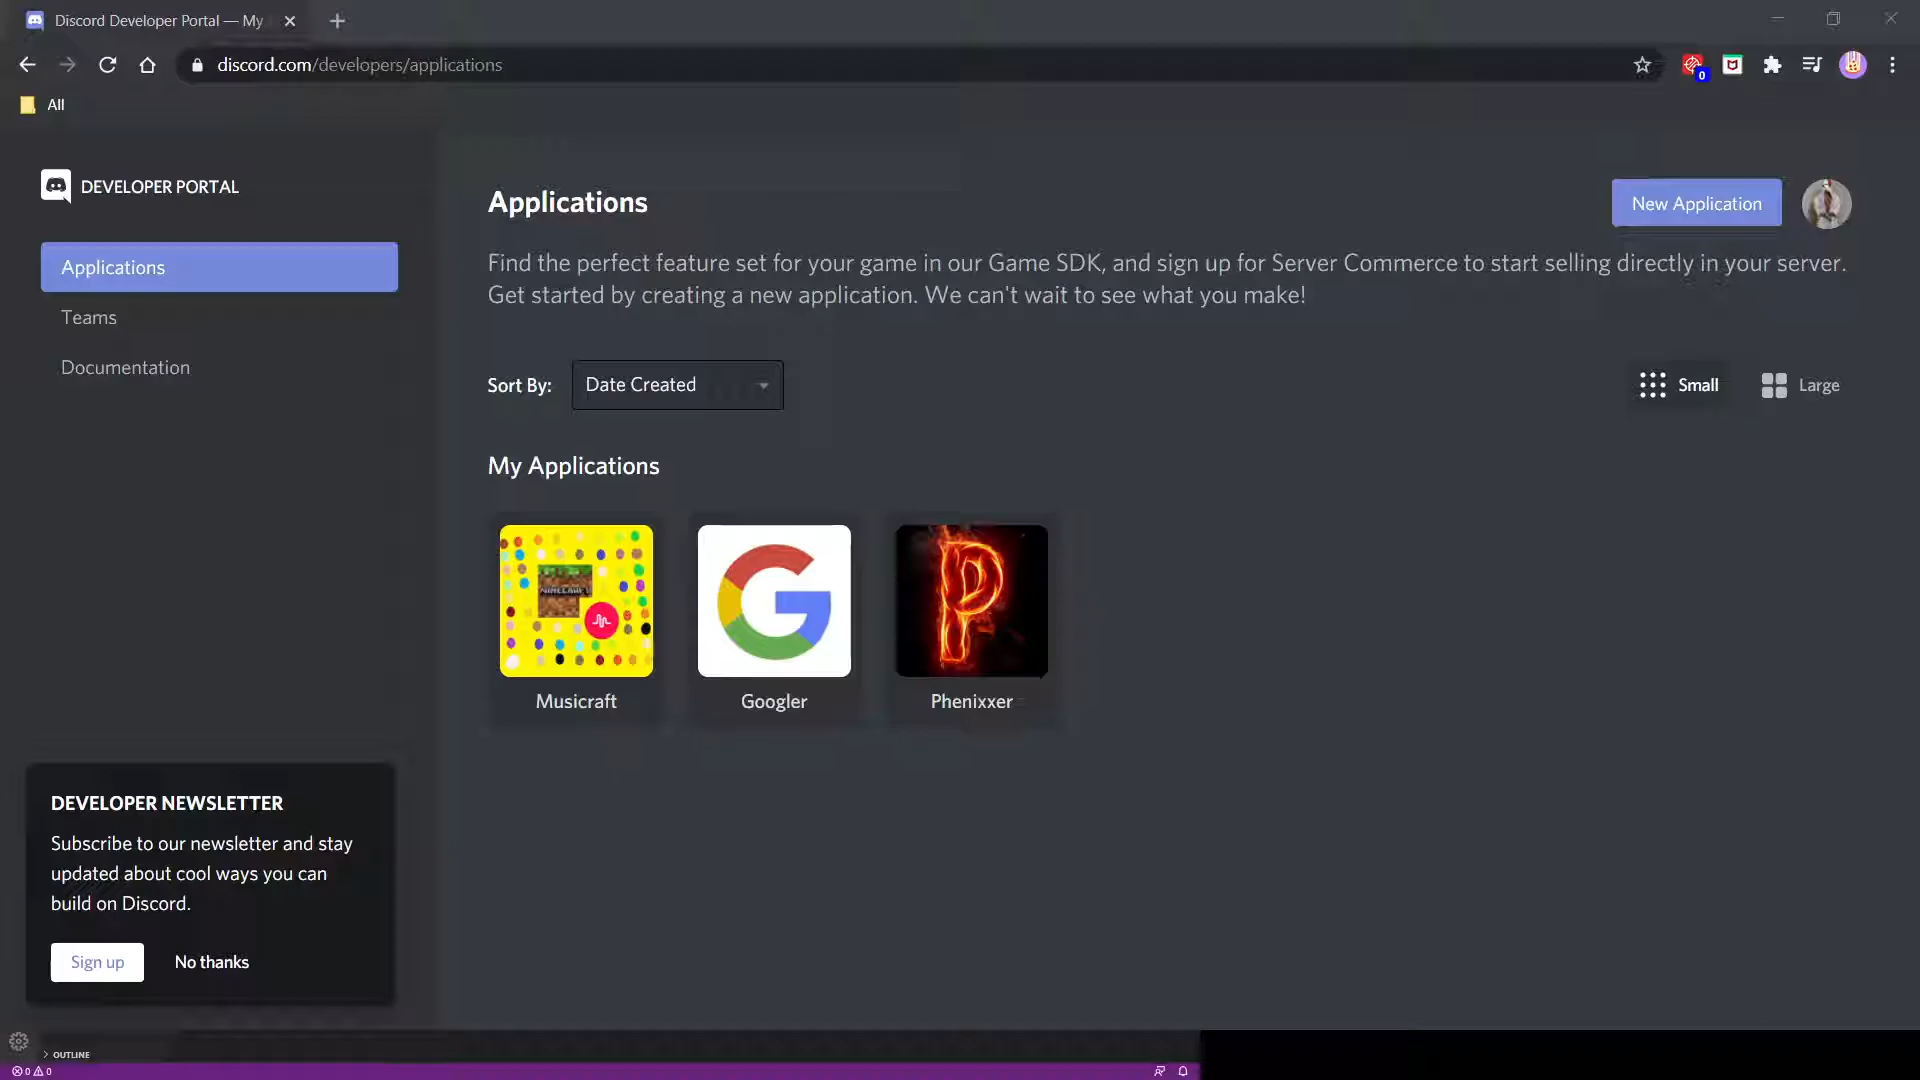 Discord Developer Portal — My
discord.com/developers/applications
0
All
DEVELOPER PORTAL
Applications
Teams
Documentation
Applications
New Application
Find the perfect feature set for your game in our Game SDK, and sign up for Server Commerce to start selling directly in your server.
Get started by creating a new application. We can't wait to see what you make!
Sort By:
Date Created
Small
Large
My Applications
MINECRAFT
Musicraft
Googler
Phenixxer
DEVELOPER NEWSLETTER
Subscribe to our newsletter and stay
updated about cool ways you can
build on Discord.
Sign up
No thanks
OUTLINE
0 0